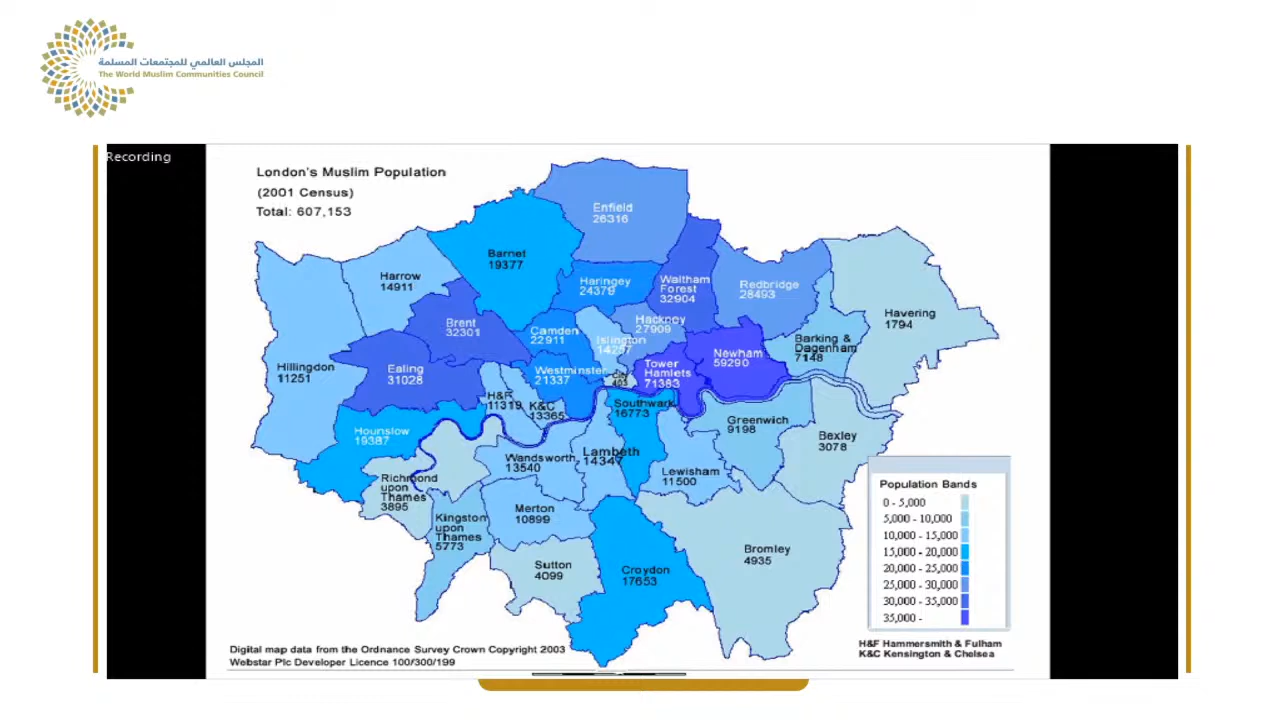 المجلس العالمي للمجتمعات المسلمة
The World Muslim Communities Council
Recording
London's Muslim Population
(2001 Census)
Total: 607,153
Enfield
26316
Barnet
19377
Harrow
14911
Haringey
24379
Waltham
Forest
32904
Redbridge
28493
Havering
1794
Brent
32301
Camden
22911
Islington
14257
Hackney
27909
Barking &
Dagenham
7148
Hillingdon
11251
Ealing
31028
Westminster
21337
Tower
Hamlets
71383
Newham
59290
H&F
11319
K&C
13365
Southwark
16773
Hounslow
19387
Greenwich
9198
Bexley
3078
Wandsworth
13540
Lambeth
14347
Lewisham
11500
Richmond
upon
Thames
3895
Kingston
upon
Thames
5773
Merton
10899
Sutton
4099
Croydon
17653
Bromley
4935
Population Bands
0 - 5,000
5,000 - 10,000
10,000 - 15,000
15,000 - 20,000
20,000 - 25,000
25,000 - 30,000
30,000 - 35,000
35,000 -
Digital map data from the Ordnance Survey Crown Copyright 2003
Webstar Plc Developer Licence 100/300/199
H&F Hammersmith & Fulham
K&C Kensington & Chelsea